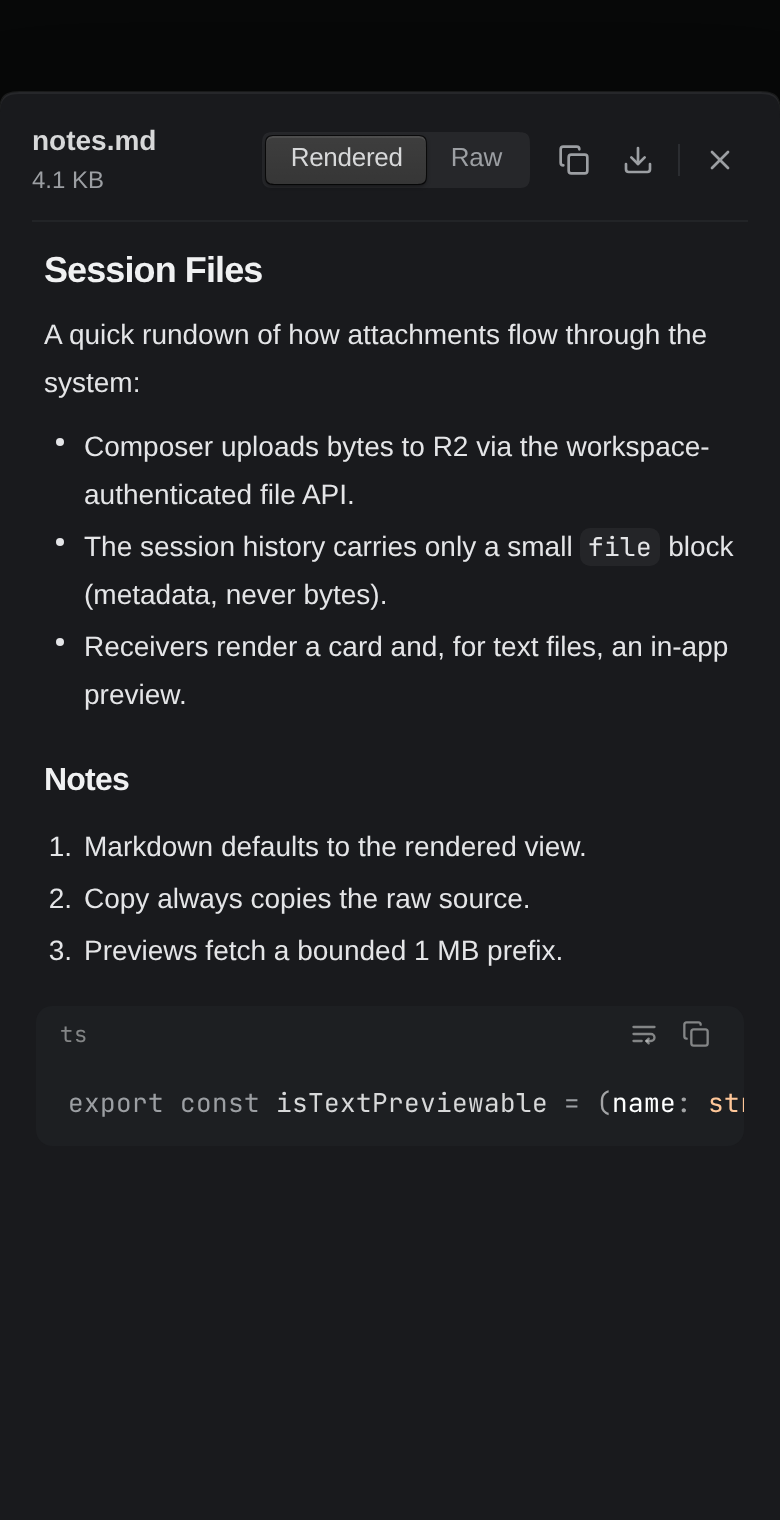 notes.md
4.1 KB
Rendered
Raw
Session Files
A quick rundown of how attachments flow through the
system:
• Composer uploads bytes to R2 via the workspace-
authenticated file API.
• The session history carries only a small file block
(metadata, never bytes).
• Receivers render a card and, for text files, an in-app
preview.
Notes
1. Markdown defaults to the rendered view.
2. Copy always copies the raw source.
3. Previews fetch a bounded 1 MB prefix.
ts
export const isTextPreviewable = (name: